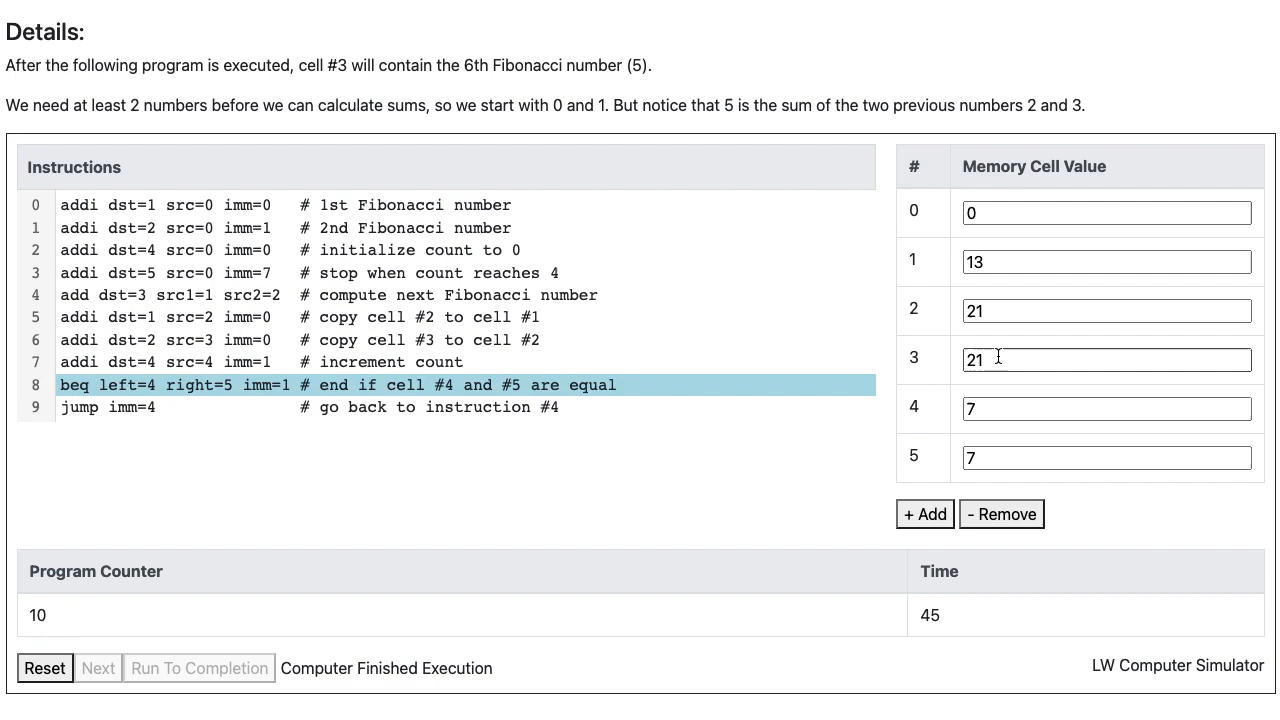 Details:
After the following program is executed, cell #3 will contain the 6th Fibonacci number (5).
We need at least 2 numbers before we can calculate sums, so we start with 0 and 1. But notice that 5 is the sum of the two previous numbers 2 and 3.
Instructions
0 addi dst=1 src=0 imm=0 # 1st Fibonacci number
1 addi dst=2 src=0 imm=1 # 2nd Fibonacci number
2 addi dst=4 src=0 imm=0 # initialize count to 0
3 addi dst=5 src=0 imm=7 # stop when count reaches 4
4 add dst=3 src1=1 src2=2 # compute next Fibonacci number
5 addi dst=1 src=2 imm=0 # copy cell #2 to cell #1
6 addi dst=2 src=3 imm=0 # copy cell #3 to cell #2
7 addi dst=4 src=4 imm=1 # increment count
8 beq left=4 right=5 imm=1 # end if cell #4 and #5 are equal
9 jump imm=4 # go back to instruction #4
# Memory Cell Value
0 0
1 13
2 21
3 21
4 7
5 7
+ Add - Remove
Program Counter Time
10 45
Reset Next Run To Completion Computer Finished Execution
LW Computer Simulator